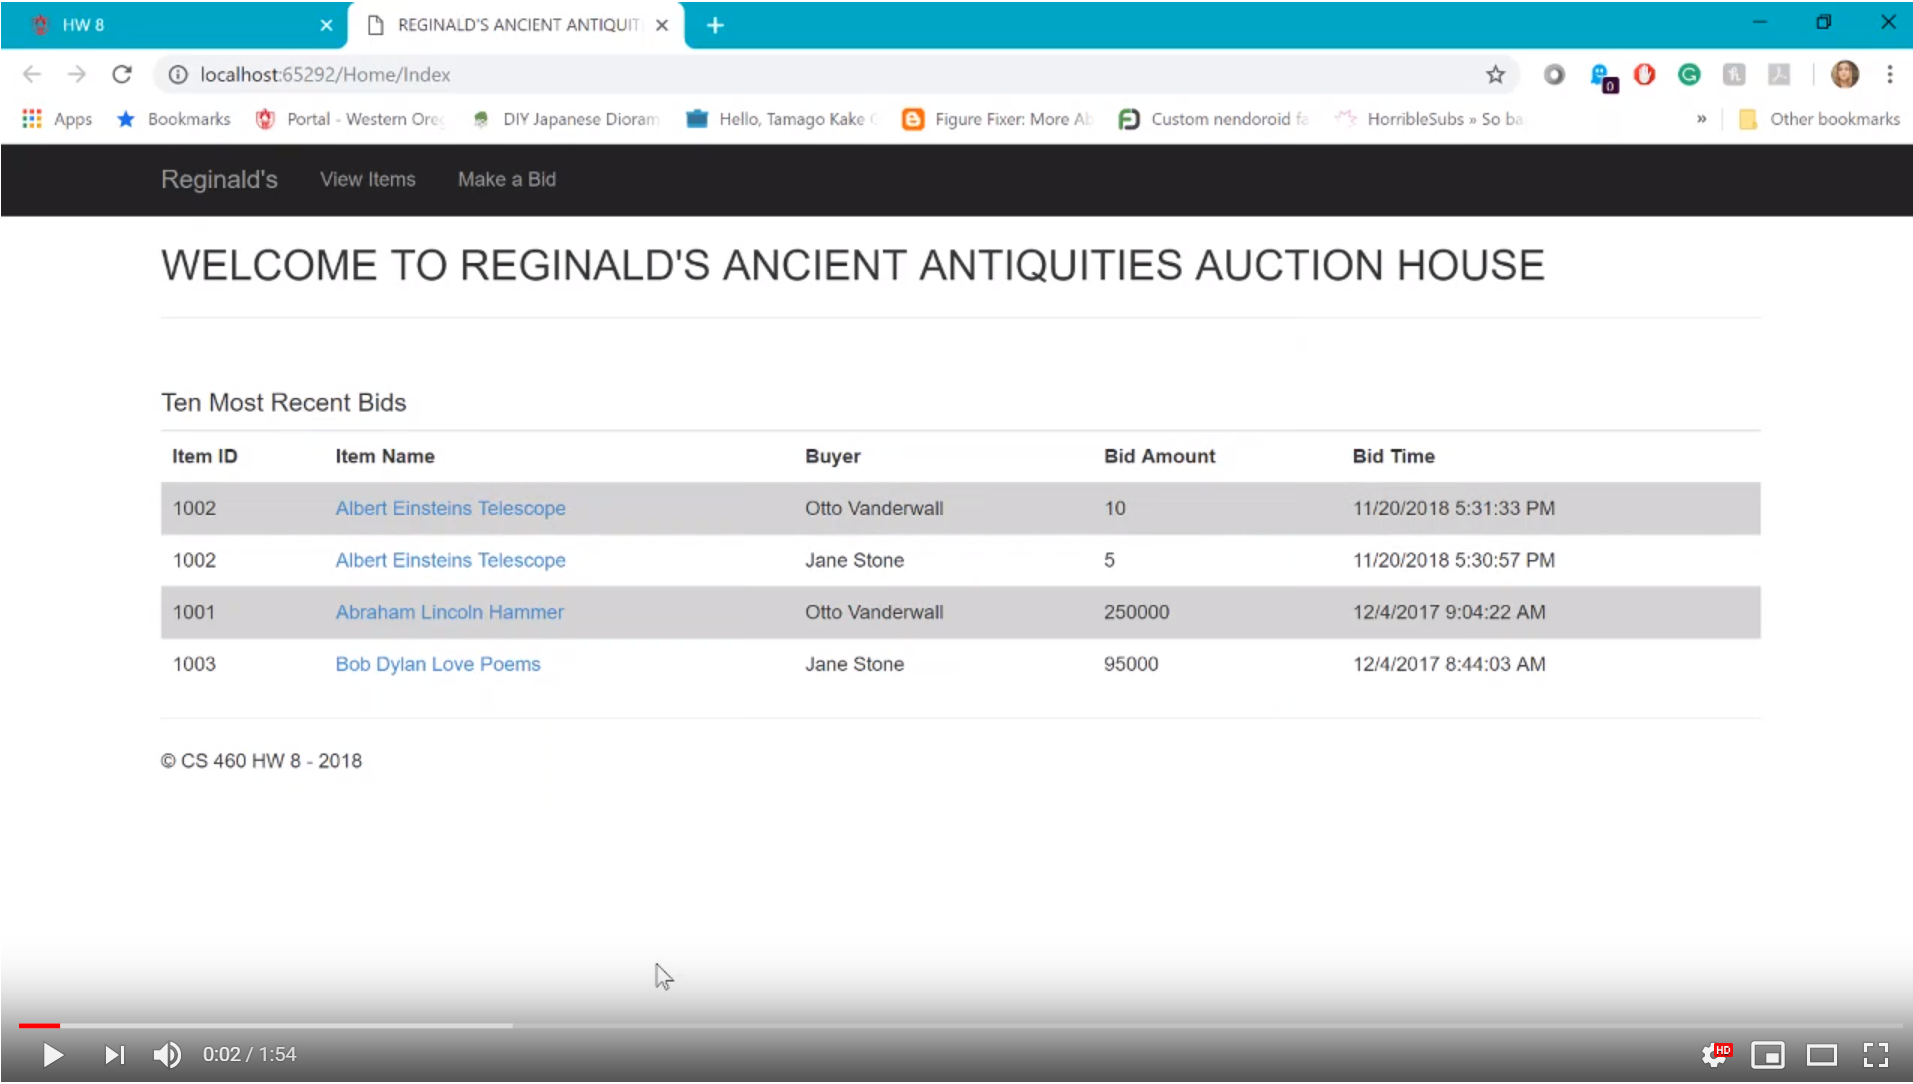 HW 8
REGINALD'S ANCIENT ANTIQUIT
localhost:65292/Home/Index
0
Apps Bookmarks Portal - Western Oreg DIY Japanese Dioram Hello, Tamago Kake G Figure Fixer: More Ab Custom nendoroid fa HorribleSubs » So ba » Other bookmarks
Reginald's View Items Make a Bid
WELCOME TO REGINALD'S ANCIENT ANTIQUITIES AUCTION HOUSE
Ten Most Recent Bids
Item ID Item Name Buyer Bid Amount Bid Time
1002 Albert Einsteins Telescope Otto Vanderwall 10 11/20/2018 5:31:33 PM
1002 Albert Einsteins Telescope Jane Stone 5 11/20/2018 5:30:57 PM
1001 Abraham Lincoln Hammer Otto Vanderwall 250000 12/4/2017 9:04:22 AM
1003 Bob Dylan Love Poems Jane Stone 95000 12/4/2017 8:44:03 AM
© CS 460 HW 8 - 2018
0:02 / 1:54 HD